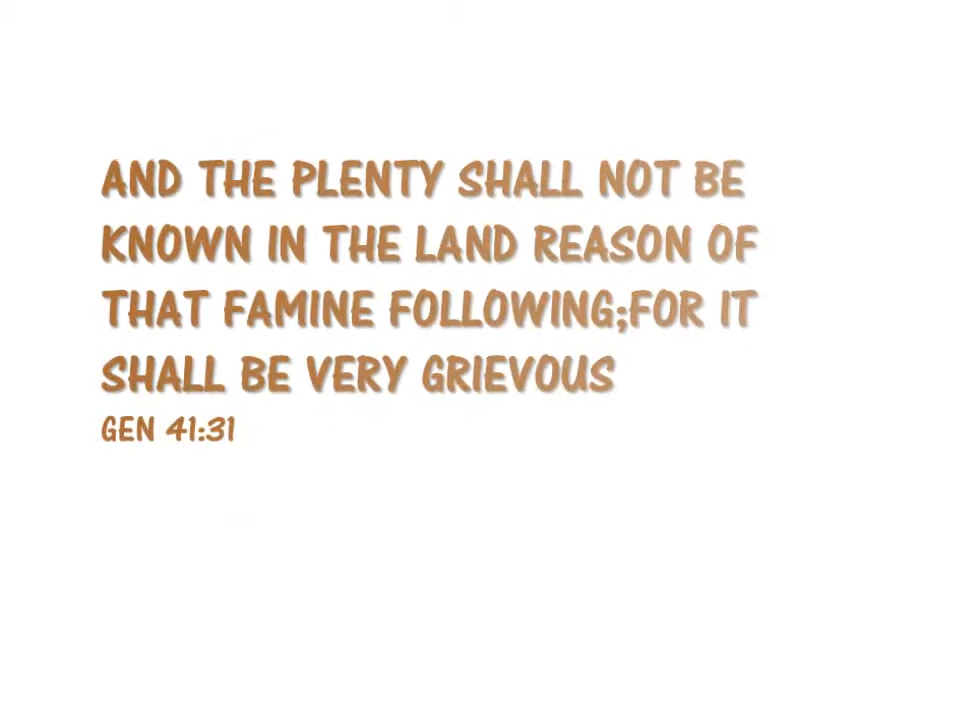 AND THE PLENTY SHALL NOT BE
KNOWN IN THE LAND REASON OF
THAT FAMINE FOLLOWING;FOR IT
SHALL BE VERY GRIEVOUS
GEN 41:31